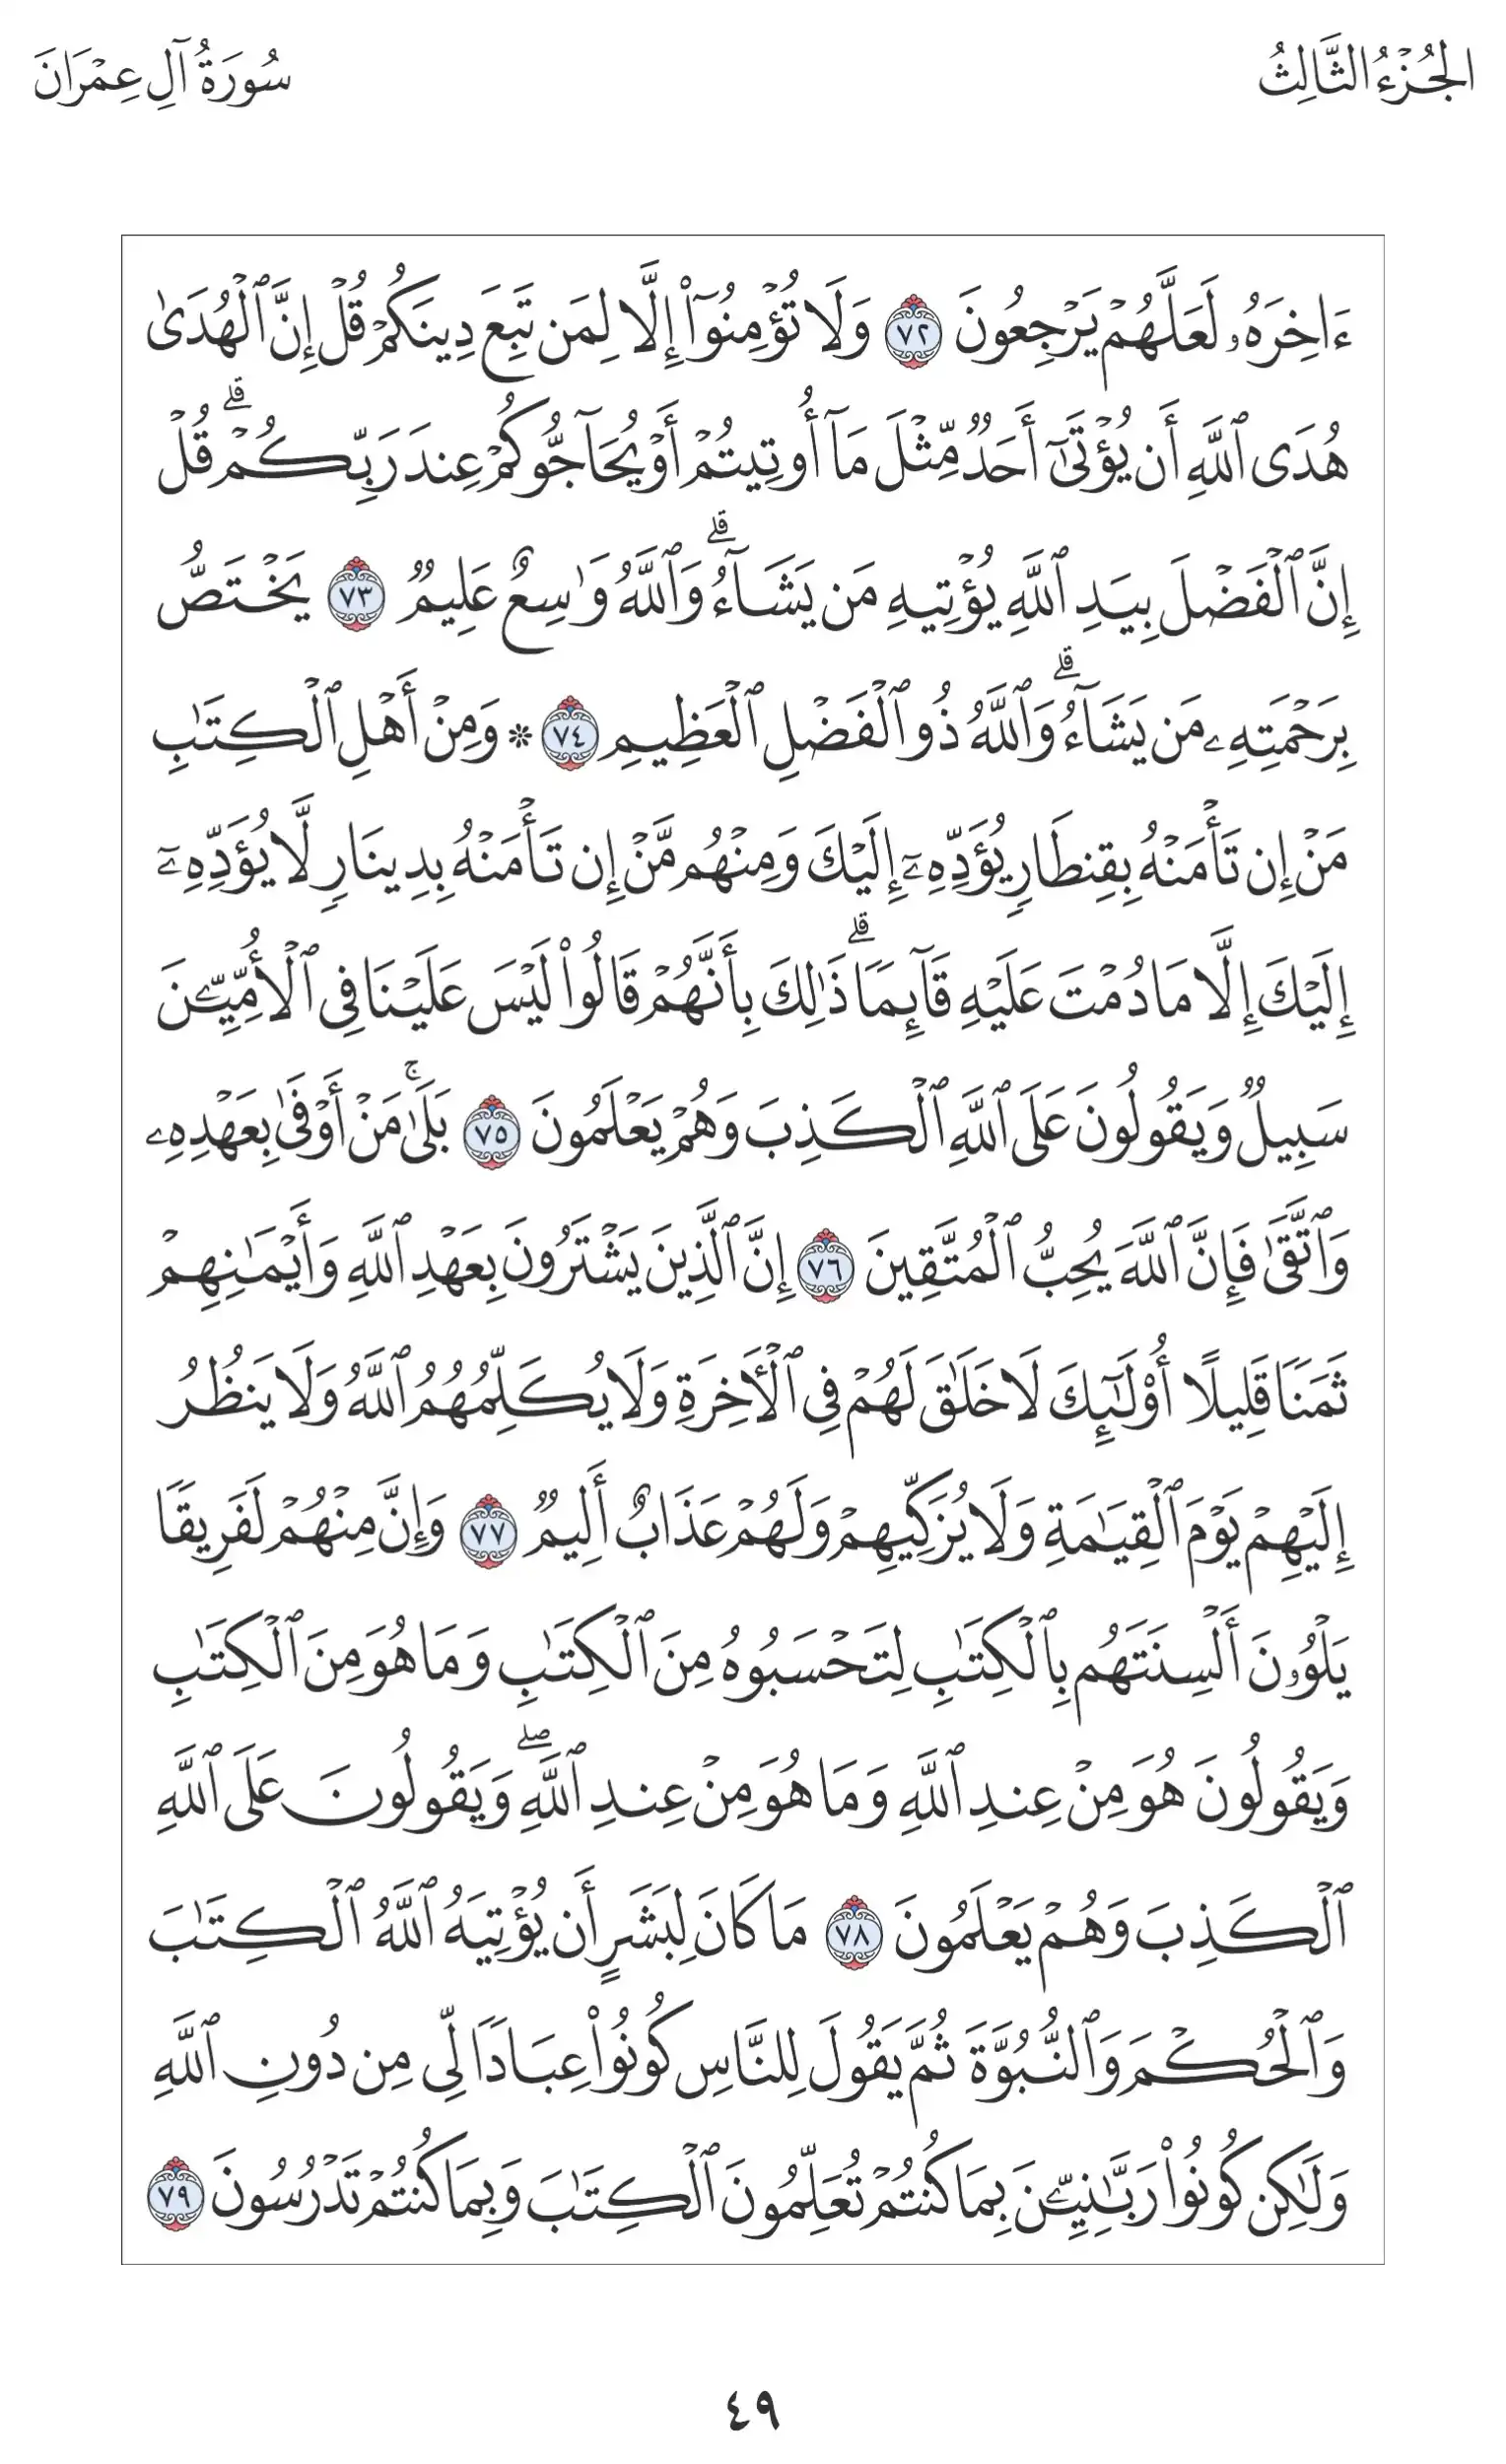 الجُزْءُ الثَّالِثُ
سُورَةُ آلِ عِمْرَانَ
ءَاخِرَهُۥ لَعَلَّهُمْ يَرْجِعُونَ ٧٢ وَلَا تُؤْمِنُوٓا۟ إِلَّا لِمَن تَبِعَ دِينَكُمْ قُلْ إِنَّ ٱلْهُدَىٰ
هُدَى ٱللَّهِ أَن يُؤْتَىٰٓ أَحَدٌ مِّثْلَ مَآ أُوتِيتُمْ أَوْ يُحَآجُّوكُمْ عِندَ رَبِّكُمْ ۗ قُلْ
إِنَّ ٱلْفَضْلَ بِيَدِ ٱللَّهِ يُؤْتِيهِ مَن يَشَآءُ ۗ وَٱللَّهُ وَٰسِعٌ عَلِيمٌ ٧٣ يَخْتَصُّ
بِرَحْمَتِهِۦ مَن يَشَآءُ ۗ وَٱللَّهُ ذُو ٱلْفَضْلِ ٱلْعَظِيمِ ٧٤ * وَمِنْ أَهْلِ ٱلْكِتَٰبِ
مَنْ إِن تَأْمَنْهُ بِقِنطَارٍ يُؤَدِّهِۦٓ إِلَيْكَ وَمِنْهُم مَّنْ إِن تَأْمَنْهُ بِدِينَارٍ لَّا يُؤَدِّهِۦٓ
إِلَيْكَ إِلَّا مَا دُمْتَ عَلَيْهِ قَآئِمًا ۗ ذَٰلِكَ بِأَنَّهُمْ قَالُوا۟ لَيْسَ عَلَيْنَا فِى ٱلْأُمِّيِّـۧنَ
سَبِيلٌ وَيَقُولُونَ عَلَى ٱللَّهِ ٱلْكَذِبَ وَهُمْ يَعْلَمُونَ ٧٥ بَلَىٰ ۚ مَنْ أَوْفَىٰ بِعَهْدِهِۦ
وَٱتَّقَىٰ فَإِنَّ ٱللَّهَ يُحِبُّ ٱلْمُتَّقِينَ ٧٦ إِنَّ ٱلَّذِينَ يَشْتَرُونَ بِعَهْدِ ٱللَّهِ وَأَيْمَٰنِهِمْ
ثَمَنًا قَلِيلًا أُو۟لَٰٓئِكَ لَا خَلَٰقَ لَهُمْ فِى ٱلْـَٔاخِرَةِ وَلَا يُكَلِّمُهُمُ ٱللَّهُ وَلَا يَنظُرُ
إِلَيْهِمْ يَوْمَ ٱلْقِيَٰمَةِ وَلَا يُزَكِّيهِمْ وَلَهُمْ عَذَابٌ أَلِيمٌ ٧٧ وَإِنَّ مِنْهُمْ لَفَرِيقًا
يَلْوُۥنَ أَلْسِنَتَهُم بِٱلْكِتَٰبِ لِتَحْسَبُوهُ مِنَ ٱلْكِتَٰبِ وَمَا هُوَ مِنَ ٱلْكِتَٰبِ
وَيَقُولُونَ هُوَ مِنْ عِندِ ٱللَّهِ وَمَا هُوَ مِنْ عِندِ ٱللَّهِ ۖ وَيَقُولُونَ عَلَى ٱللَّهِ
ٱلْكَذِبَ وَهُمْ يَعْلَمُونَ ٧٨ مَا كَانَ لِبَشَرٍ أَن يُؤْتِيَهُ ٱللَّهُ ٱلْكِتَٰبَ
وَٱلْحُكْمَ وَٱلنُّبُوَّةَ ثُمَّ يَقُولَ لِلنَّاسِ كُونُوا۟ عِبَادًا لِّى مِن دُونِ ٱللَّهِ
وَلَٰكِن كُونُوا۟ رَبَّٰنِيِّـۧنَ بِمَا كُنتُمْ تُعَلِّمُونَ ٱلْكِتَٰبَ وَبِمَا كُنتُمْ تَدْرُسُونَ ٧٩
٤٩